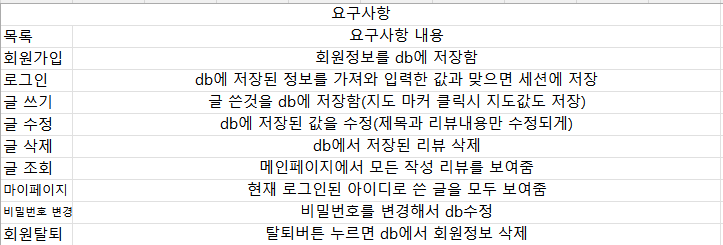 요구사항
목록 요구사항 내용
회원가입 회원정보를 db에 저장함
로그인 db에 저장된 정보를 가져와 입력한 값과 맞으면 세션에 저장
글 쓰기 글 쓴것을 db에 저장함(지도 마커 클릭시 지도값도 저장)
글 수정 db에 저장된 값을 수정(제목과 리뷰내용만 수정되게)
글 삭제 db에서 저장된 리뷰 삭제
글 조회 메인페이지에서 모든 작성 리뷰를 보여줌
마이페이지 현재 로그인된 아이디로 쓴 글을 모두 보여줌
비밀번호 변경 비밀번호를 변경해서 db수정
회원탈퇴 탈퇴버튼 누르면 db에서 회원정보 삭제